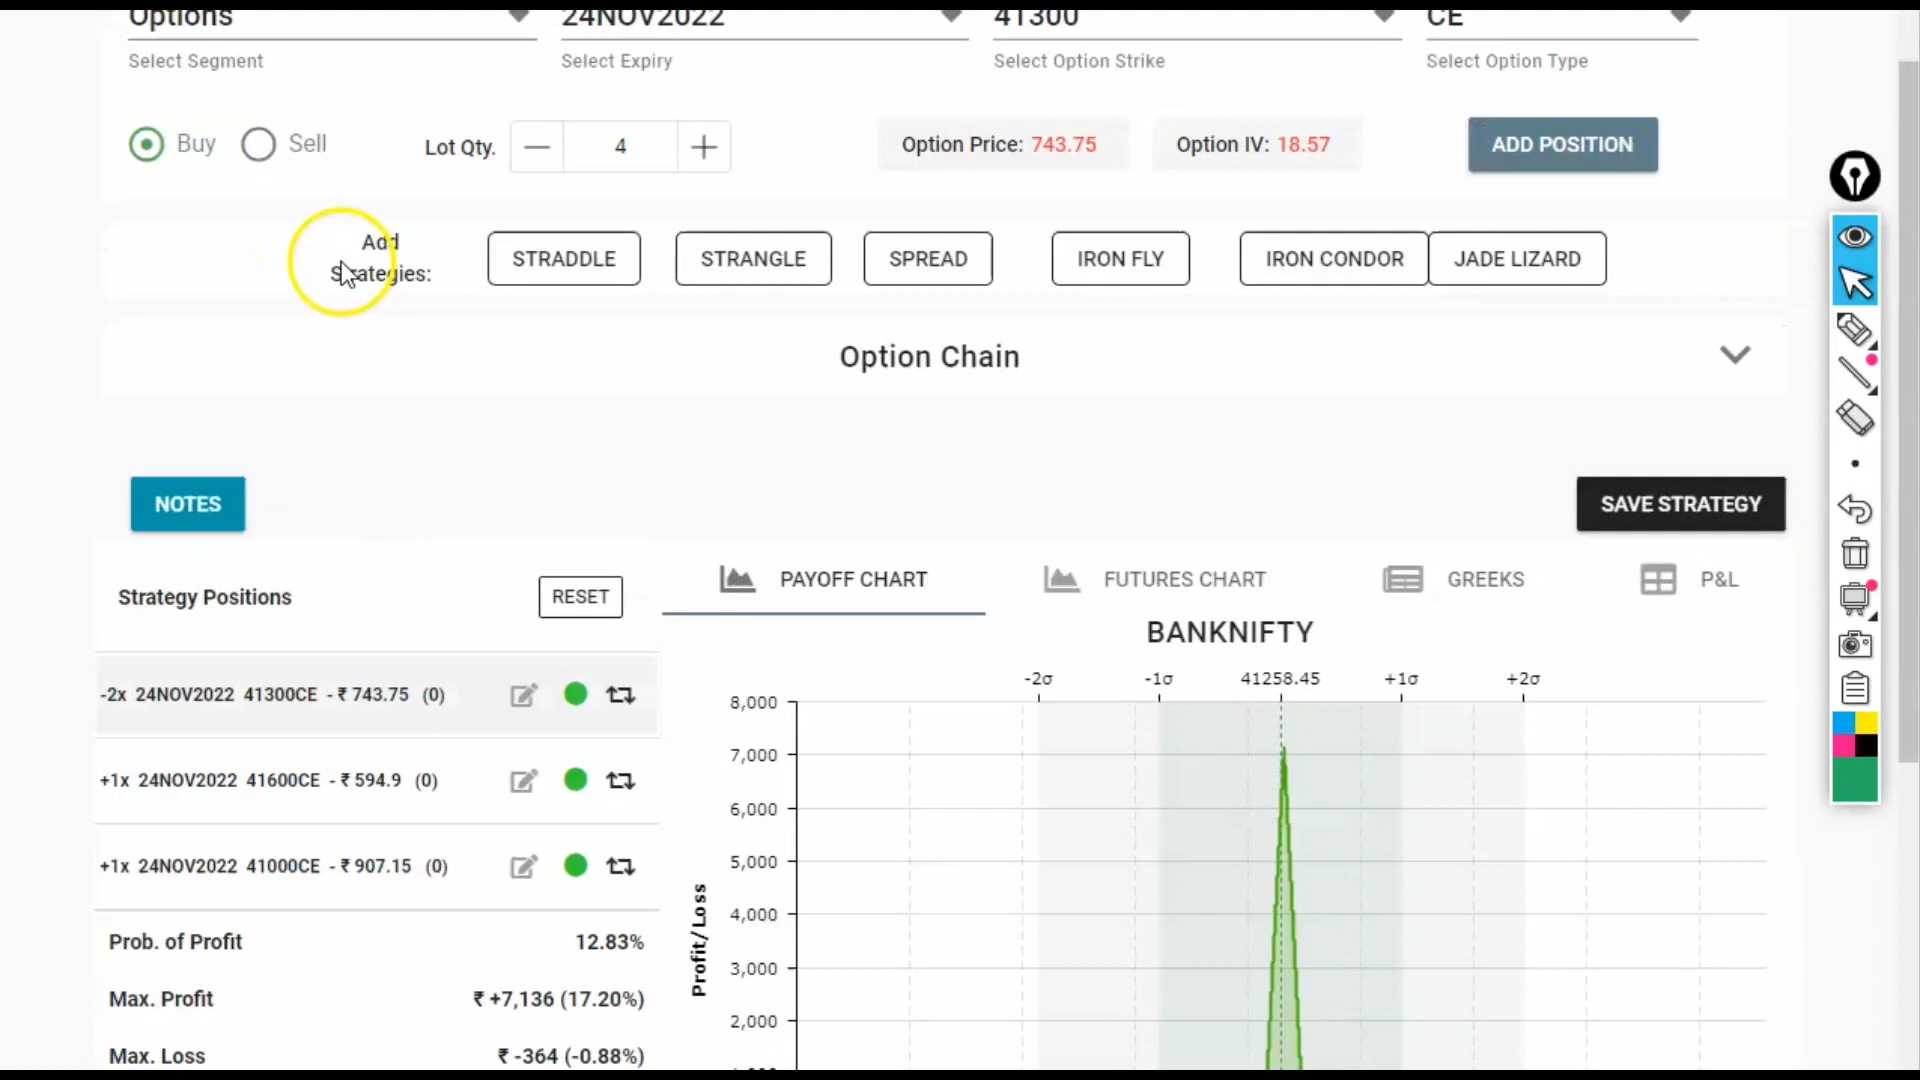 Options 24NOV2022 41300 CE
Select Segment Select Expiry Select Option Strike Select Option Type
Buy Sell Lot Qty. 4 Option Price: 743.75 Option IV: 18.57 ADD POSITION
Add
Strategies:
STRADDLE STRANGLE SPREAD IRON FLY IRON CONDOR JADE LIZARD
Option Chain
NOTES SAVE STRATEGY
Strategy Positions RESET
-2x 24NOV2022 41300CE - ₹ 743.75 (0)
+1x 24NOV2022 41600CE - ₹ 594.9 (0)
+1x 24NOV2022 41000CE - ₹ 907.15 (0)
Prob. of Profit 12.83%
Max. Profit ₹ +7,136 (17.20%)
Max. Loss ₹ -364 (-0.88%)
PAYOFF CHART FUTURES CHART GREEKS P&L
BANKNIFTY
-2σ -1σ 41258.45 +1σ +2σ
8,000
7,000
6,000
5,000
4,000
3,000
2,000
Profit/Loss